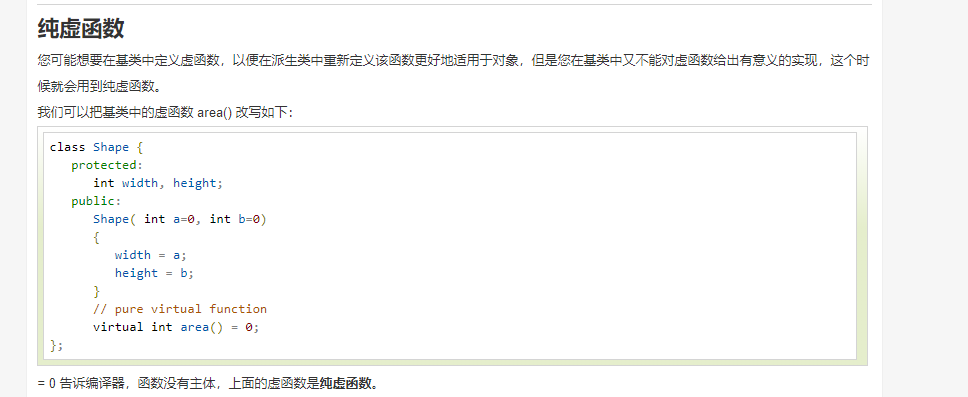 纯虚函数
您可能想要在基类中定义虚函数，以便在派生类中重新定义该函数更好地适用于对象，但是您在基类中又不能对虚函数给出有意义的实现，这个时
候就会用到纯虚函数。
我们可以把基类中的虚函数 area() 改写如下：
class Shape {
   protected:
      int width, height;
   public:
      Shape( int a=0, int b=0)
      {
         width = a;
         height = b;
      }
      // pure virtual function
      virtual int area() = 0;
};
= 0 告诉编译器，函数没有主体，上面的虚函数是纯虚函数。